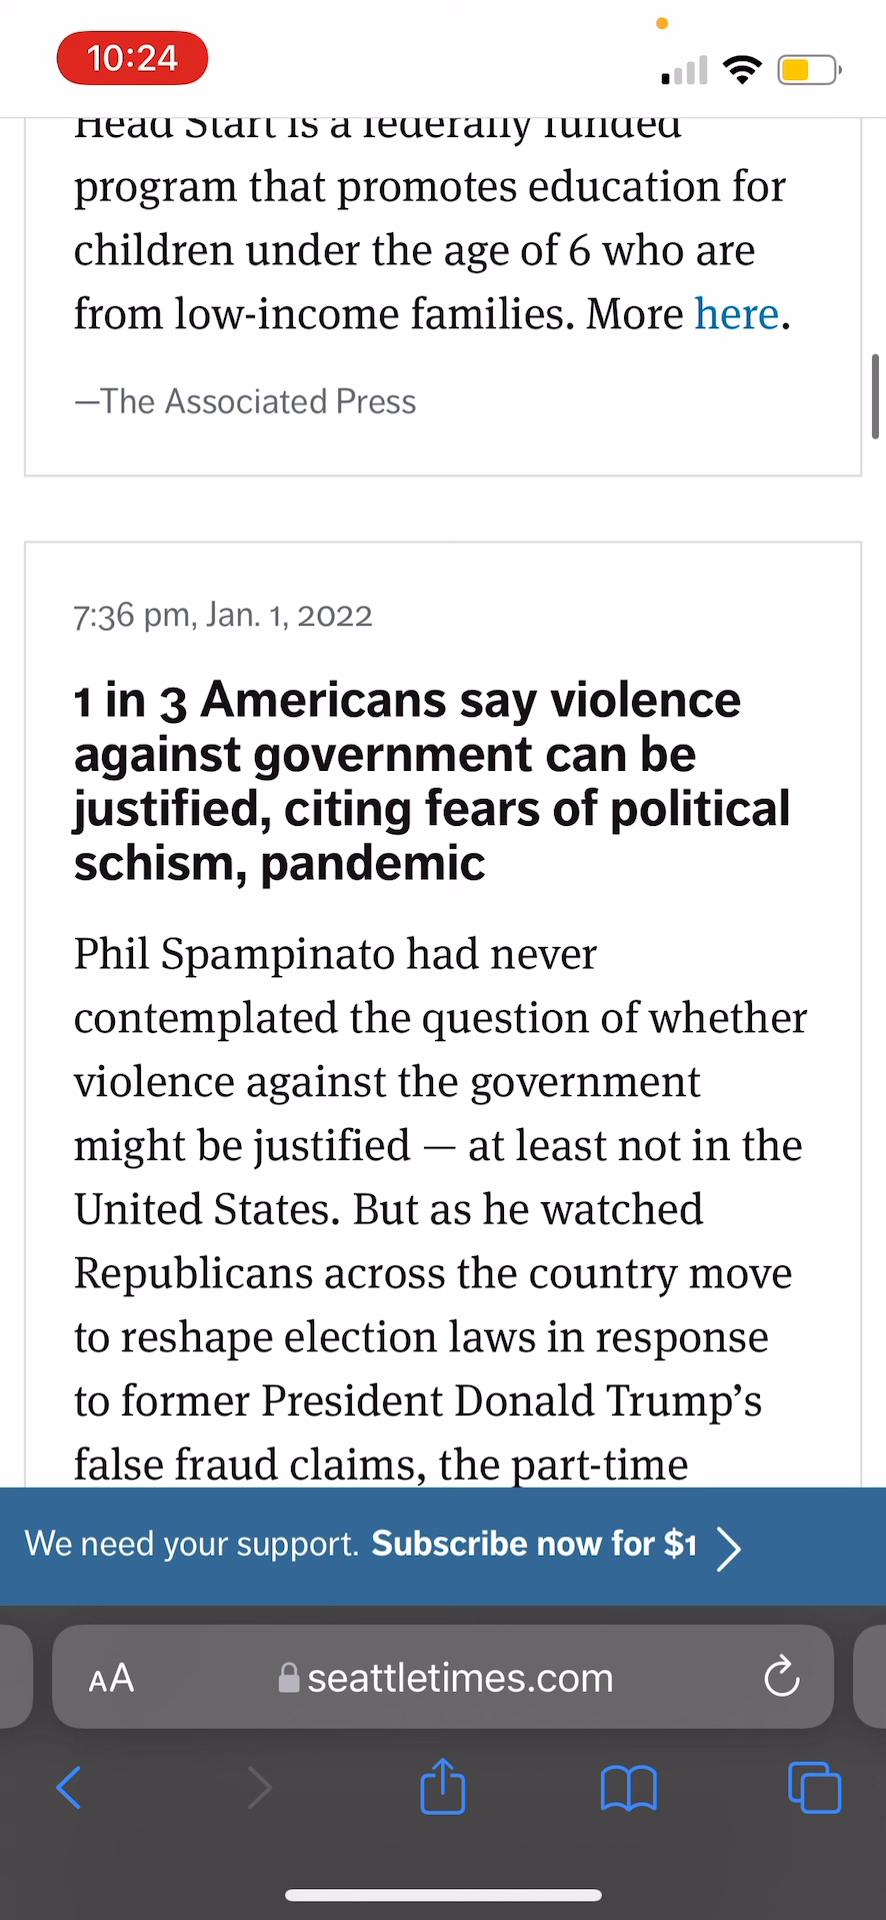 10:24
Head Start is a federally funded
program that promotes education for
children under the age of 6 who are
from low-income families. More here.
—The Associated Press
7:36 pm, Jan. 1, 2022
1 in 3 Americans say violence
against government can be
justified, citing fears of political
schism, pandemic
Phil Spampinato had never
contemplated the question of whether
violence against the government
might be justified — at least not in the
United States. But as he watched
Republicans across the country move
to reshape election laws in response
to former President Donald Trump’s
false fraud claims, the part-time
We need your support. Subscribe now for $1
AA seattletimes.com